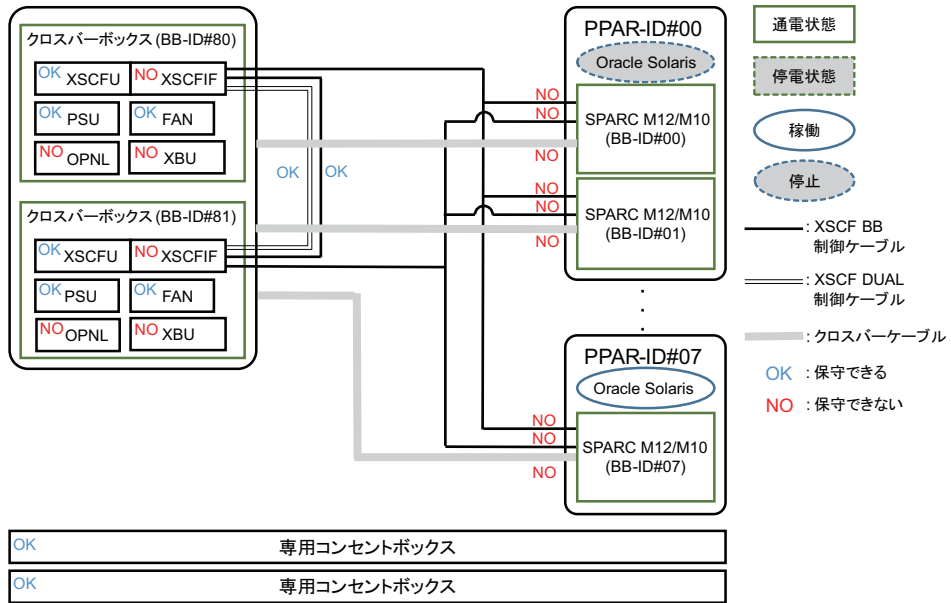 クロスバーボックス(BB-ID#80)
OK XSCFU
NO XSCFIF
OK PSU
OK FAN
NO OPNL
NO XBU
クロスバーボックス(BB-ID#81)
OK XSCFU
NO XSCFIF
OK PSU
OK FAN
NO OPNL
NO XBU
OK
OK
PPAR-ID#00
Oracle Solaris
NO
NO
NO
SPARC M12/M10
(BB-ID#00)
NO
NO
NO
SPARC M12/M10
(BB-ID#01)
PPAR-ID#07
Oracle Solaris
NO
NO
NO
SPARC M12/M10
(BB-ID#07)
通電状態
停電状態
稼働
停止
: XSCF BB
制御ケーブル
: XSCF DUAL
制御ケーブル
: クロスバーケーブル
OK : 保守できる
NO : 保守できない
OK 専用コンセントボックス
OK 専用コンセントボックス